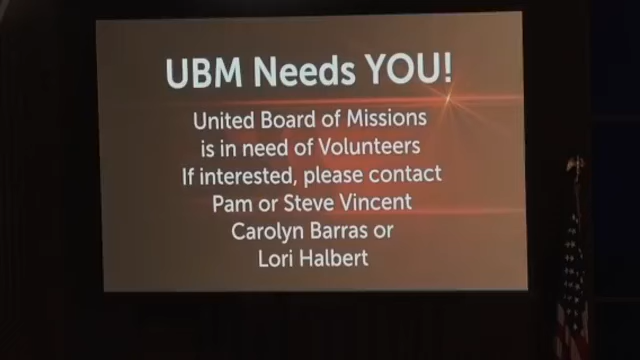 UBM Needs YOU!
United Board of Missions
is in need of Volunteers
If interested, please contact
Pam or Steve Vincent
Carolyn Barras or
Lori Halbert